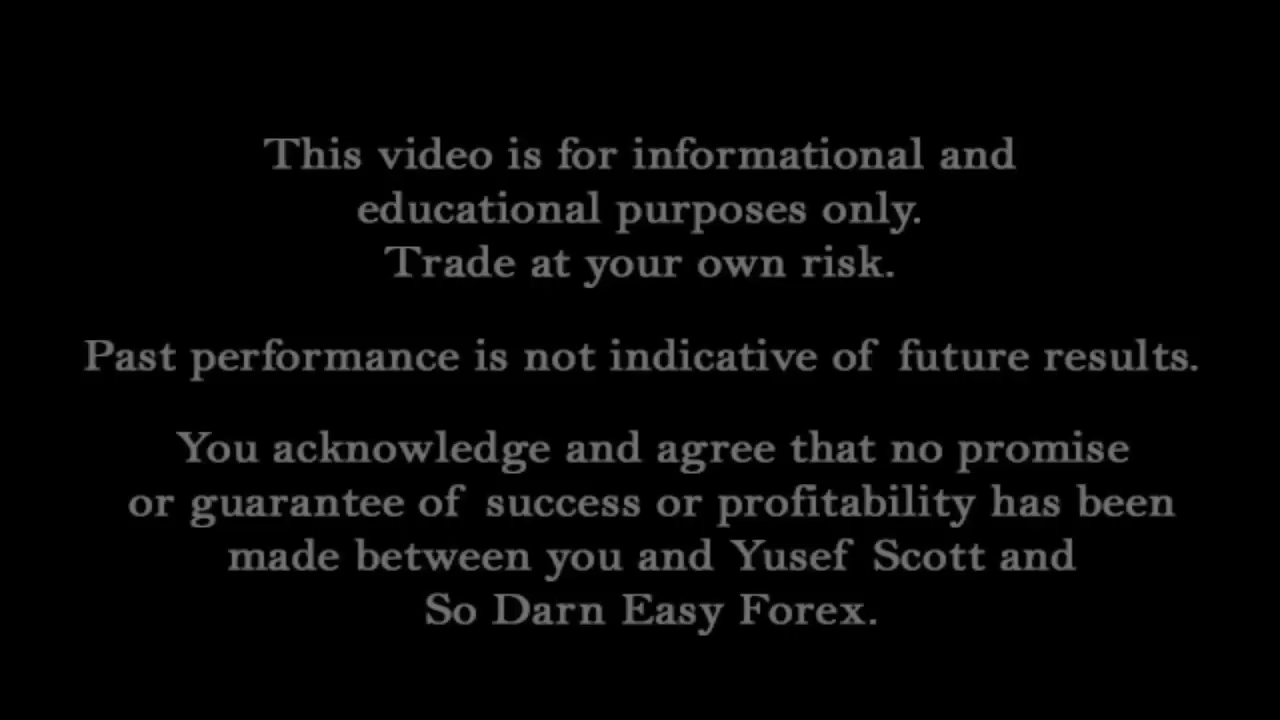 This video is for informational and
educational purposes only.
Trade at your own risk.
Past performance is not indicative of future results.
You acknowledge and agree that no promise
or guarantee of success or profitability has been
made between you and Yusef Scott and
So Darn Easy Forex.